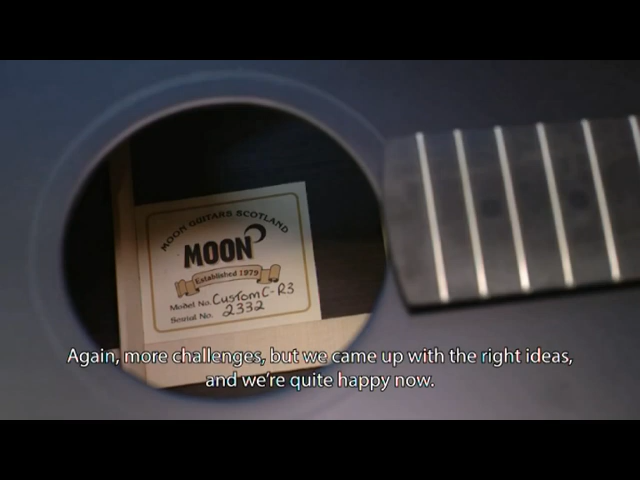 MOON GUITARS SCOTLAND
MOON
Established 1979
Model No. Custom C-R3
Serial No. 2332
Again, more challenges, but we came up with the right ideas,
and we're quite happy now.